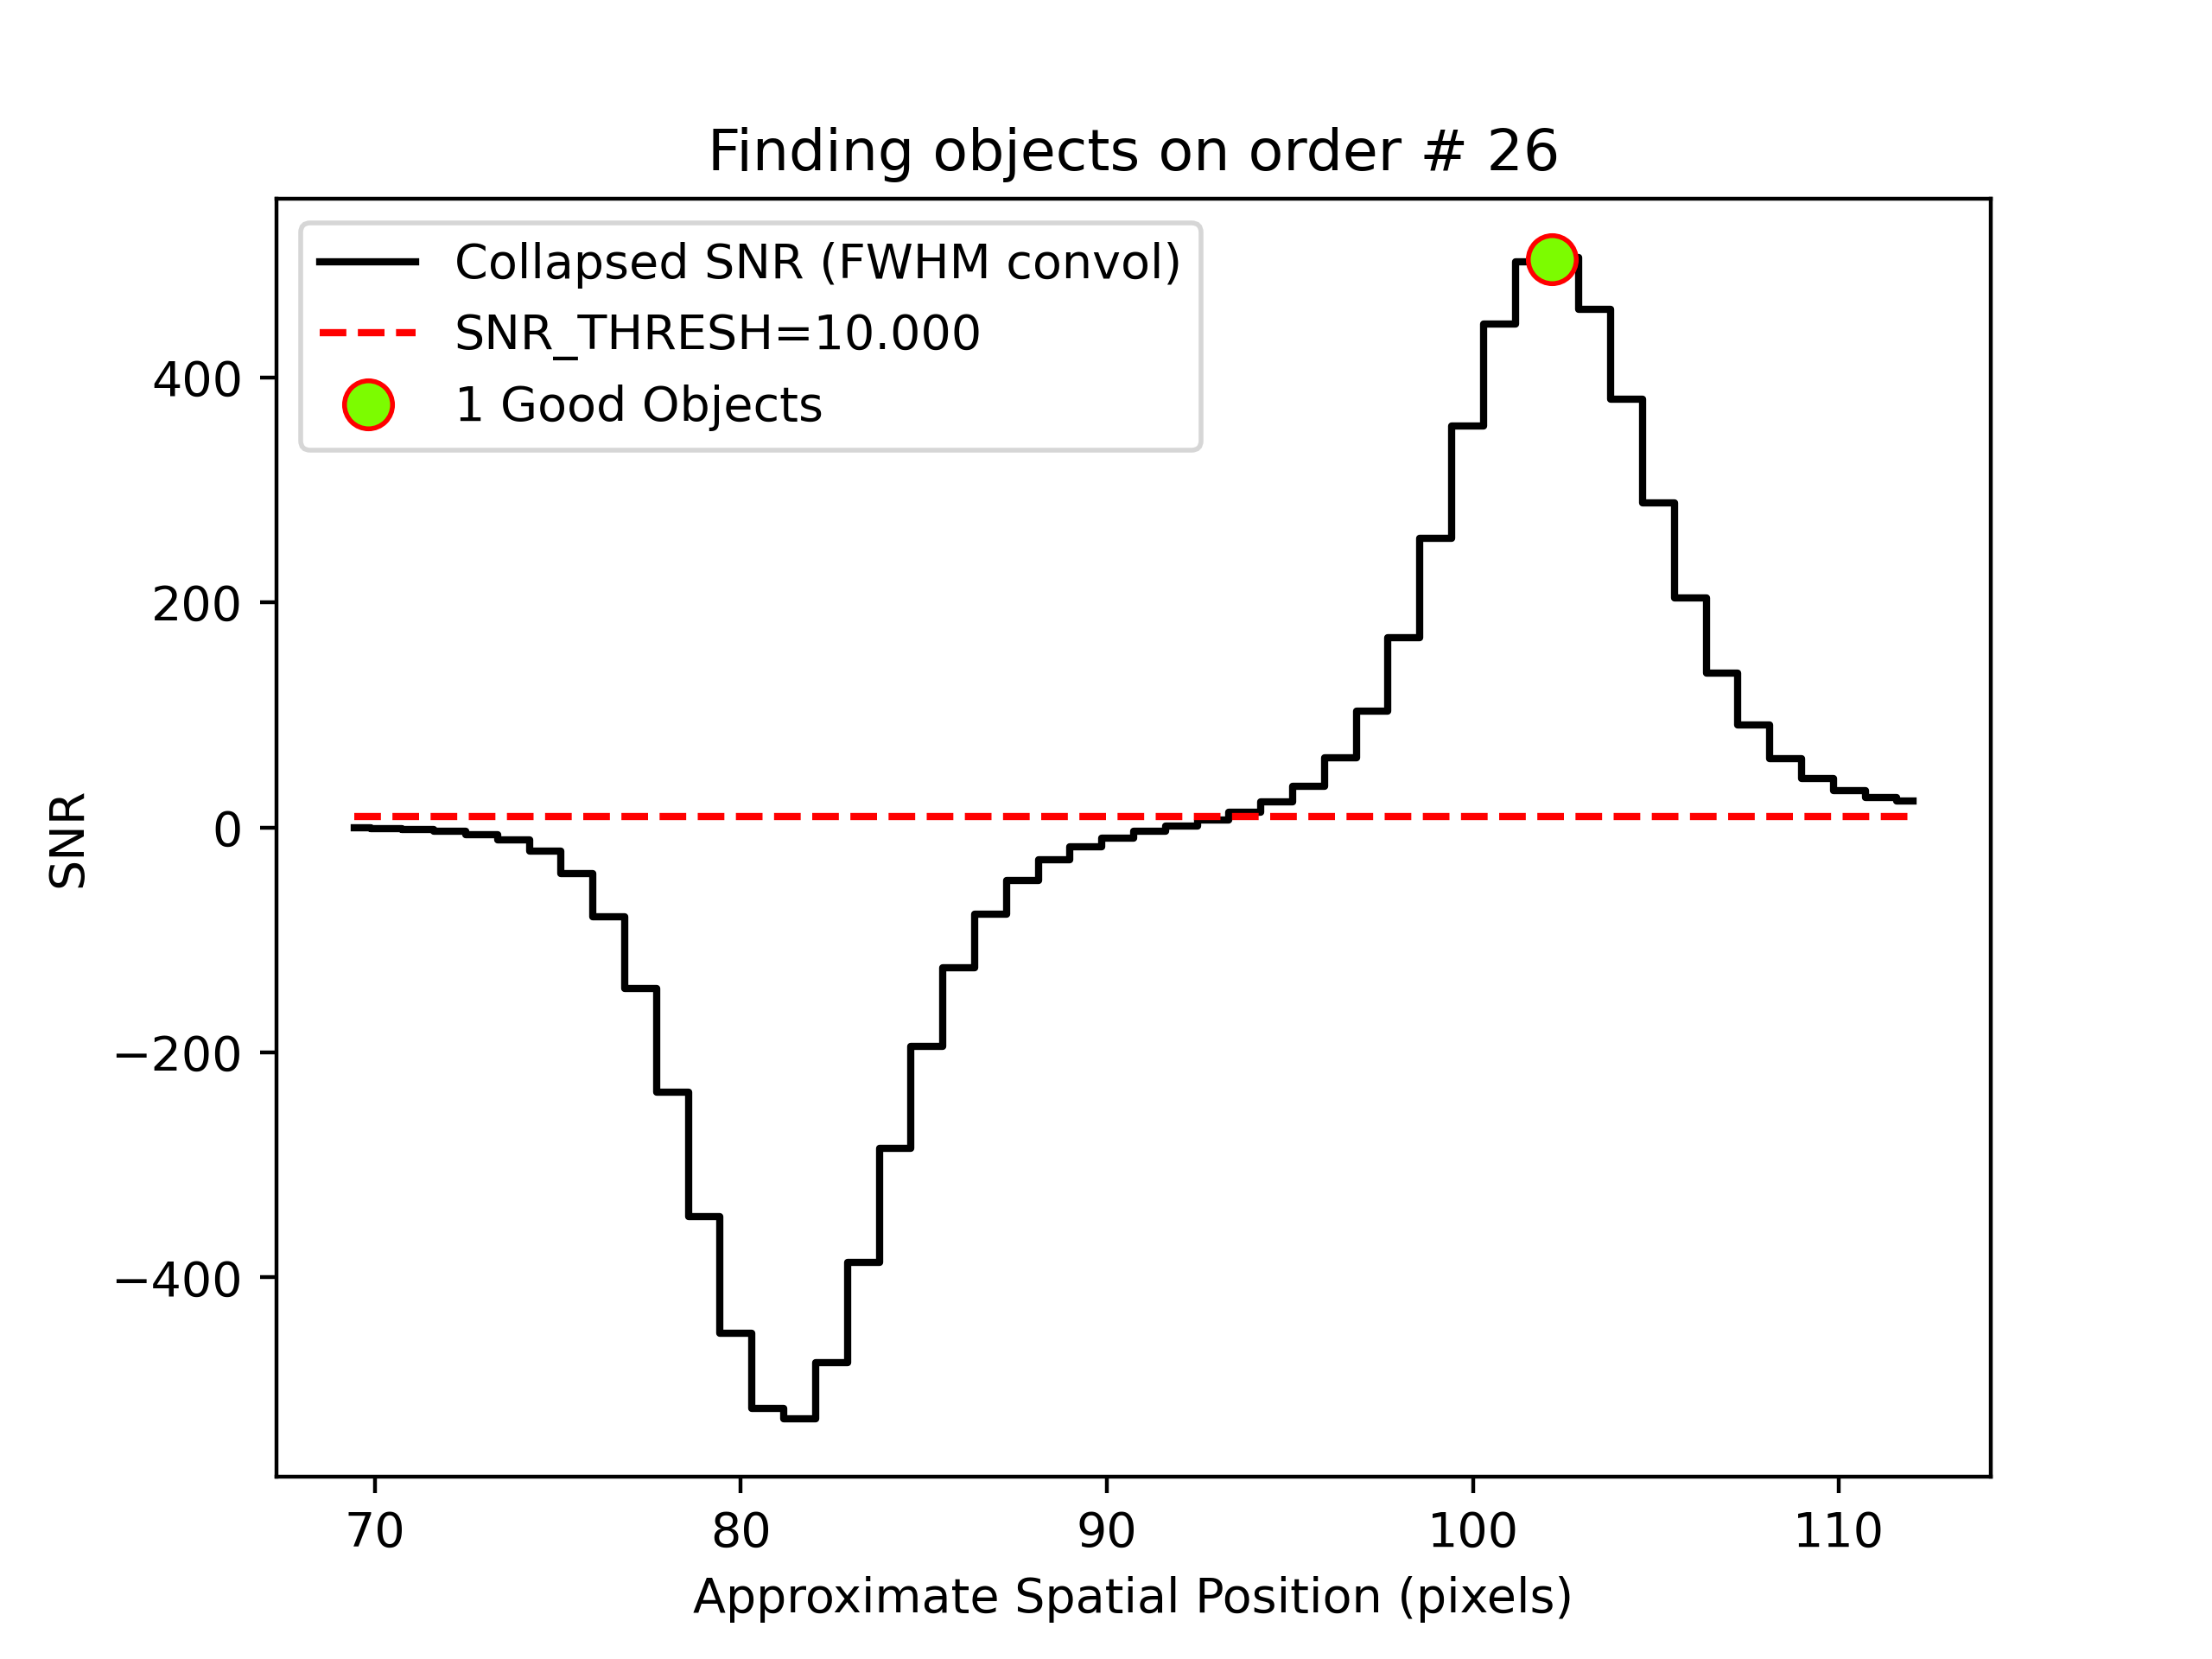 Finding objects on order # 26
Collapsed SNR (FWHM convol)
SNR_THRESH=10.000
1 Good Objects
SNR
400
200
0
−200
−400
70 80 90 100 110
Approximate Spatial Position (pixels)